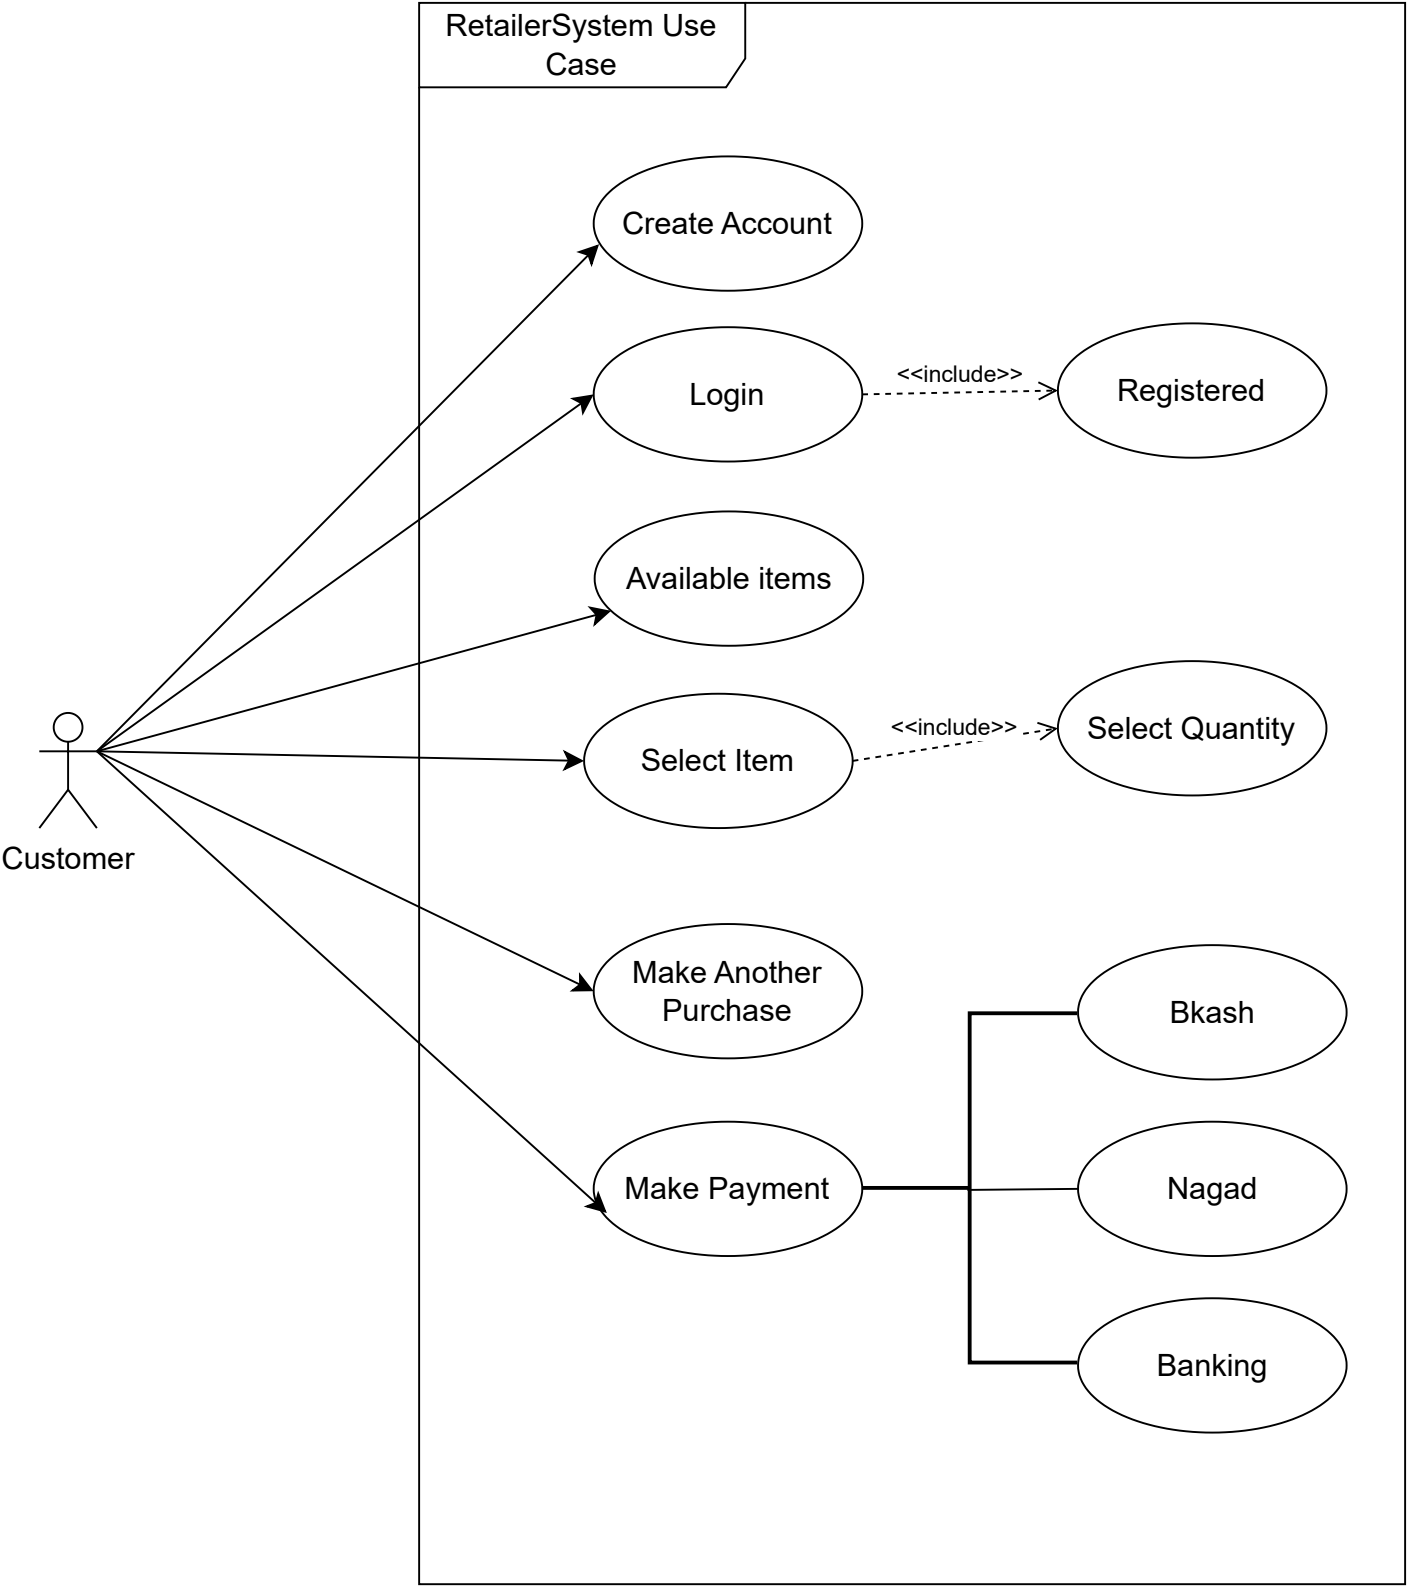 RetailerSystem Use
Case
Create Account
Login
<<include>>
Registered
Available items
Select Item
<<include>>
Select Quantity
Customer
Make Another
Purchase
Bkash
Make Payment
Nagad
Banking